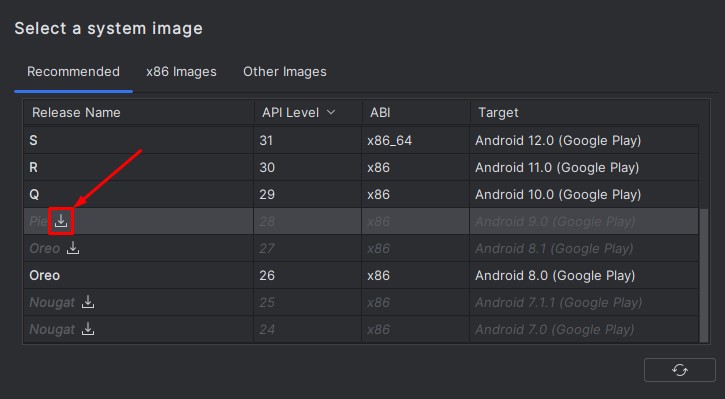 Select a system image
Recommended x86 Images Other Images
Release Name API Level ABI Target
S 31 x86_64 Android 12.0 (Google Play)
R 30 x86 Android 11.0 (Google Play)
Q 29 x86 Android 10.0 (Google Play)
Pie 28 x86 Android 9.0 (Google Play)
Oreo 27 x86 Android 8.1 (Google Play)
Oreo 26 x86 Android 8.0 (Google Play)
Nougat 25 x86 Android 7.1.1 (Google Play)
Nougat 24 x86 Android 7.0 (Google Play)